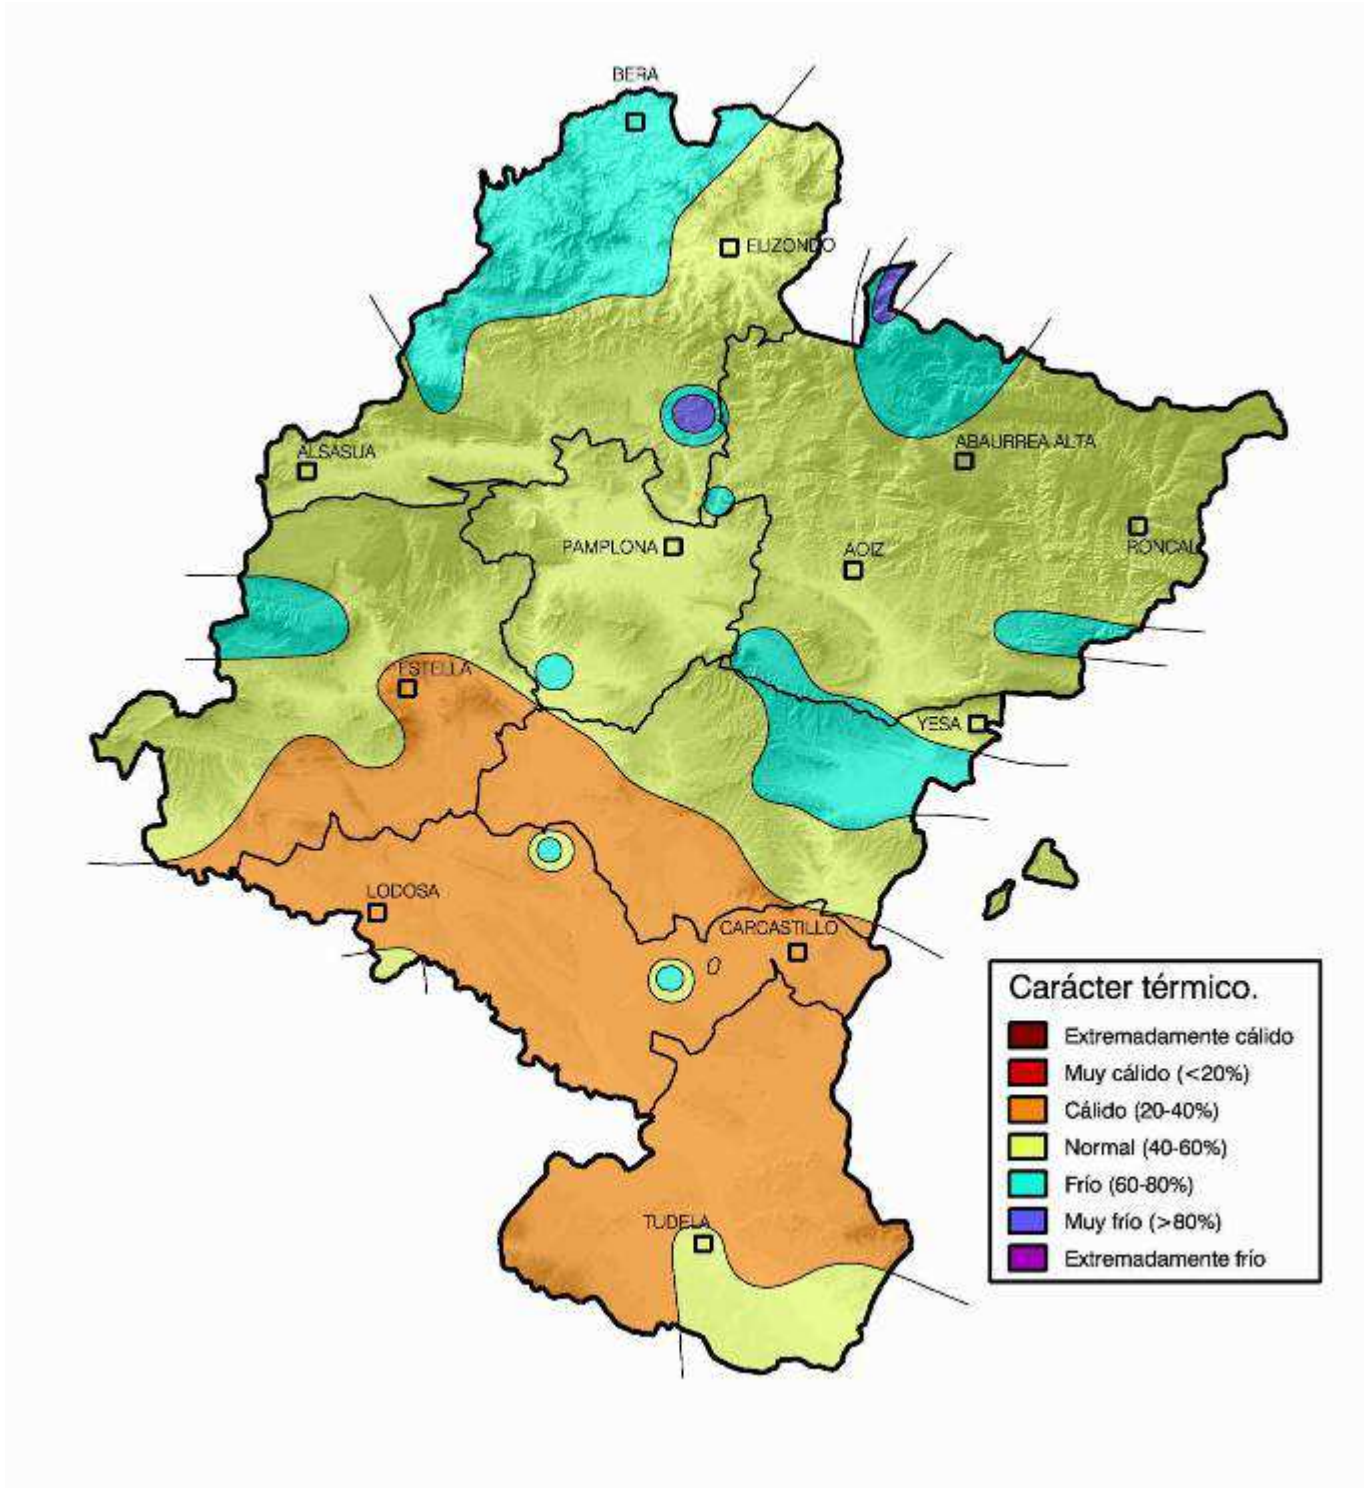 BERA
ELIZONDO
ALSASUA
ABAURREA ALTA
PAMPLONA
AOIZ
RONCAL
ESTELLA
YESA
LODOSA
CARCASTILLO
0
TUDELA
Carácter térmico.
Extremadamente cálido
Muy cálido (<20%)
Cálido (20-40%)
Normal (40-60%)
Frío (60-80%)
Muy frío (>80%)
Extremadamente frío